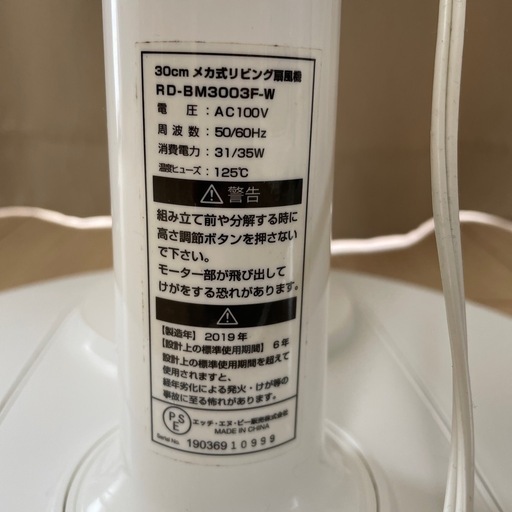 30cm メカ式リビング扇風機
RD-BM3003F-W
電圧：AC100V
周波数：50/60Hz
消費電力：31/35W
温度ヒューズ：125℃
警告
組み立て前や分解する時に
高さ調節ボタンを押さない
で下さい。
モーター部が飛び出して
けがをする恐れがあります。
【製造年】2019年
【設計上の標準使用期間】6年
設計上の標準使用期間を超えて
使用されますと、
経年劣化による発火・けが等の
事故に至る恐れがあります。
PSE
エッチ・エヌ・ビー販売株式会社
MADE IN CHINA
Serial No. 19036910999